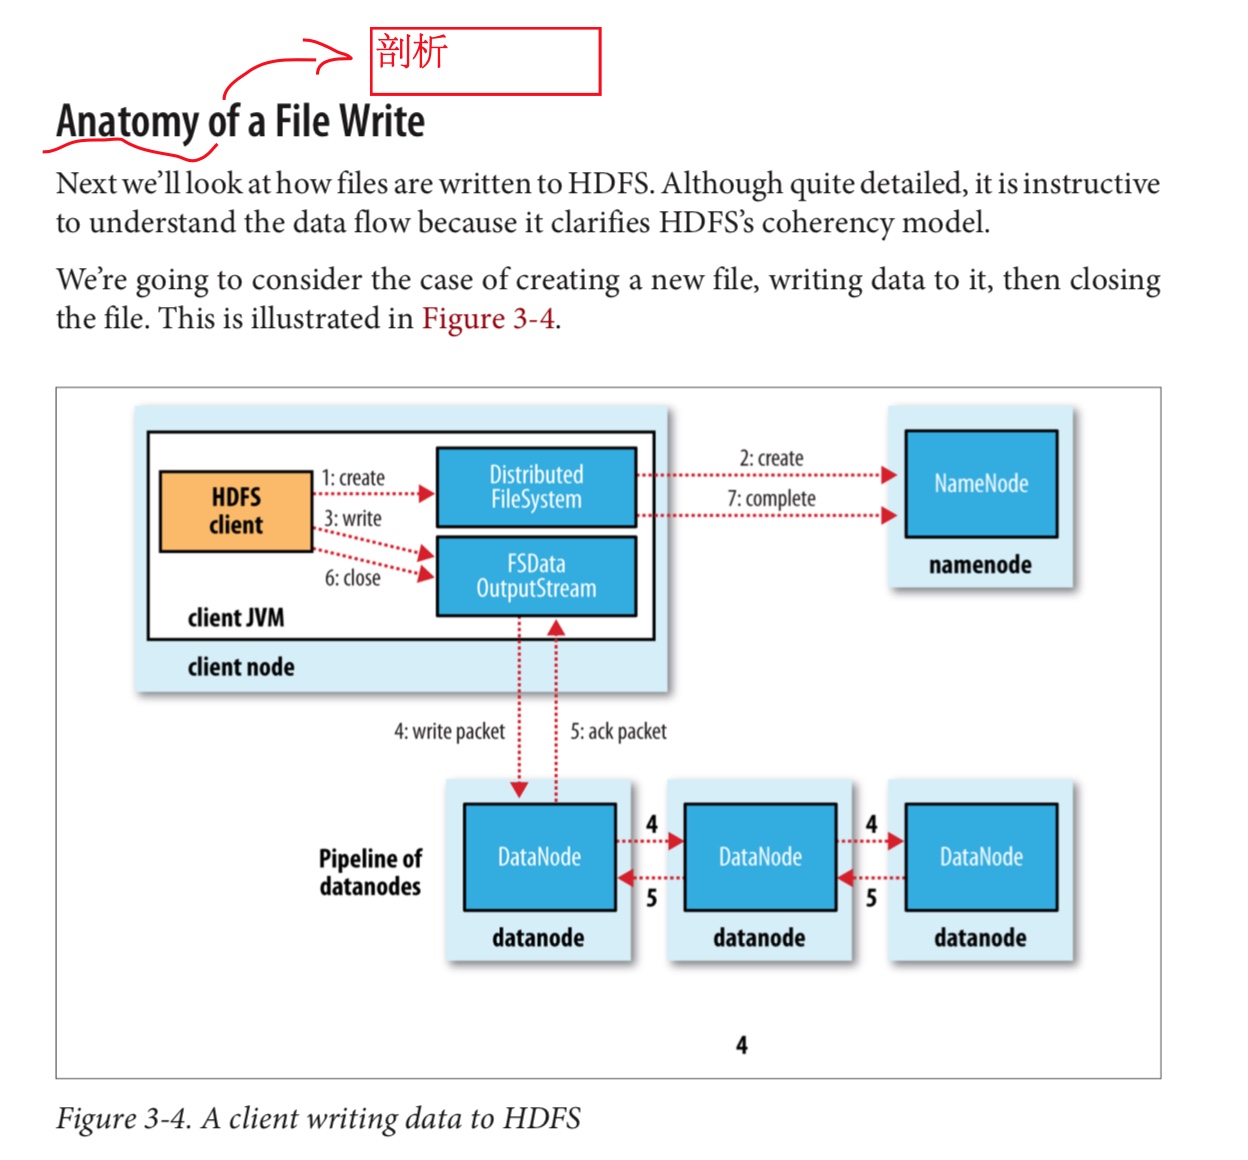 剖析
Anatomy of a File Write
Next we’ll look at how files are written to HDFS. Although quite detailed, it is instructive
to understand the data flow because it clarifies HDFS’s coherency model.
We’re going to consider the case of creating a new file, writing data to it, then closing
the file. This is illustrated in Figure 3-4.
HDFS
client
1: create
3: write
6: close
Distributed
FileSystem
FSData
OutputStream
client JVM
client node
2: create
7: complete
NameNode
namenode
4: write packet
5: ack packet
Pipeline of
datanodes
DataNode
datanode
4
5
DataNode
datanode
4
5
DataNode
datanode
4
Figure 3-4. A client writing data to HDFS